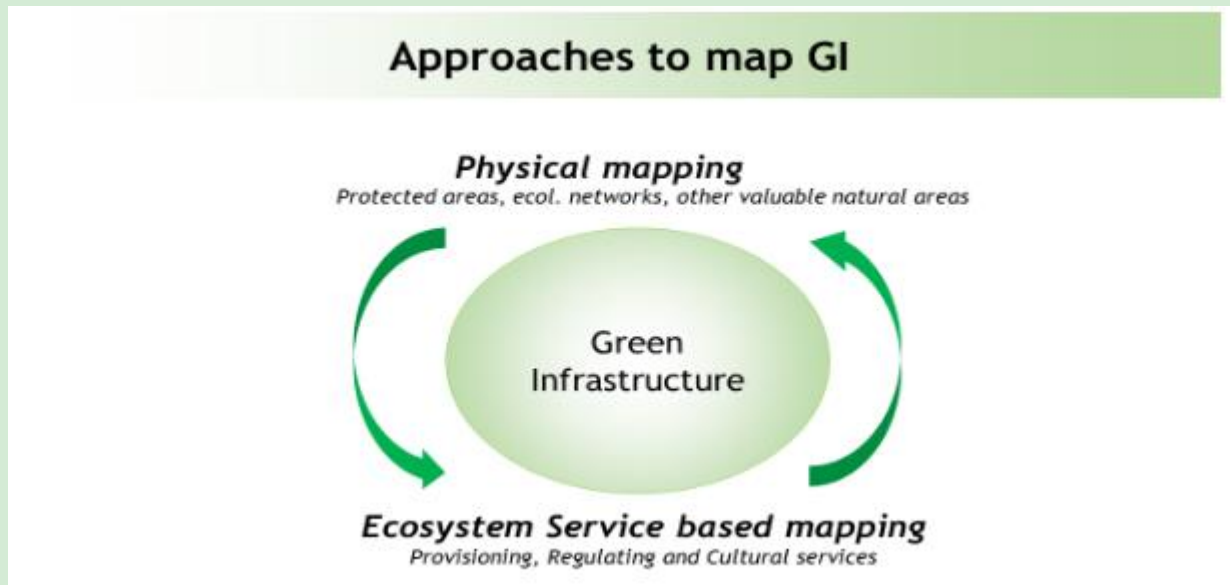 Approaches to map GI
Physical mapping
Protected areas, ecol. networks, other valuable natural areas
Green
Infrastructure
Ecosystem Service based mapping
Provisioning, Regulating and Cultural services